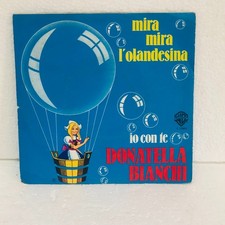 mira
mira
l'olandesina
io con te
DONATELLA
BIANCHI